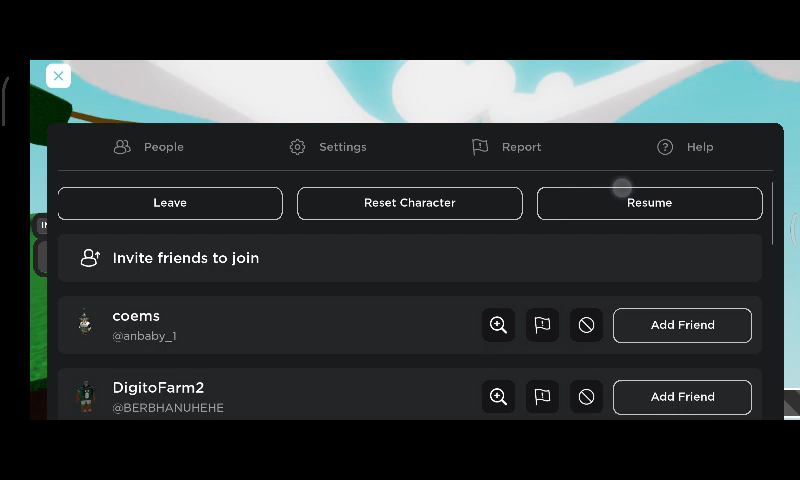 People
Settings
Report
Help
Leave
Reset Character
Resume
Invite friends to join
coems
@anbaby_1
Add Friend
DigitoFarm2
@BERBHANUHEHE
Add Friend